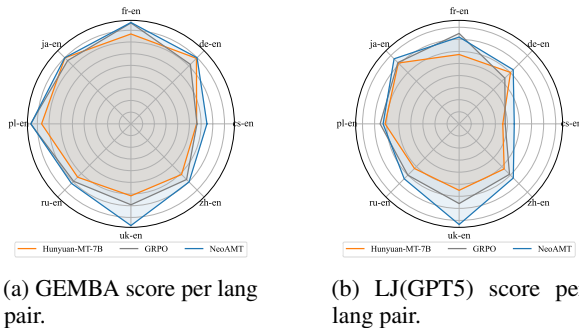 fr-en
ja-en
de-en
pl-en
cs-en
ru-en
zh-en
uk-en
Hunyuan-MT-7B GRPO NeoAMT
(a) GEMBA score per lang
pair.
fr-en
ja-en
de-en
pl-en
cs-en
ru-en
zh-en
uk-en
Hunyuan-MT-7B GRPO NeoAMT
(b) LJ(GPT5) score pe
lang pair.